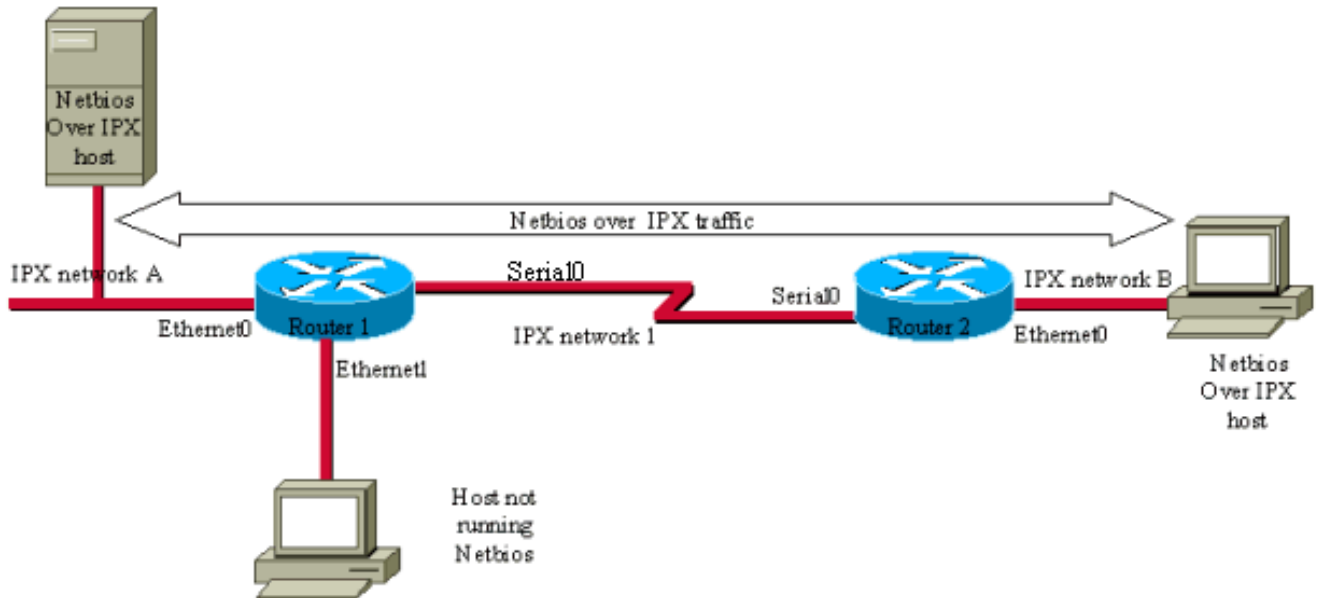 Netbios
Over IPX
host
Netbios over IPX traffic
IPX network A
Serial0
Serial0
IPX network B
Ethernet0
Router 1
IPX network 1
Router 2
Ethernet0
Ethernet1
Netbios
Over IPX
host
Host not
running
Netbios